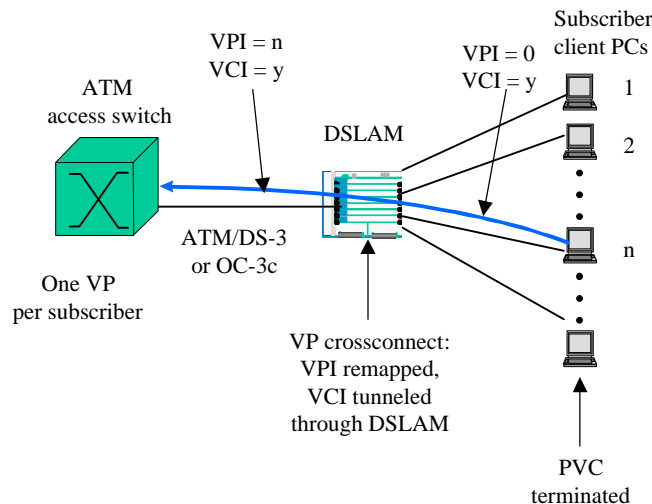 Subscriber
client PCs
VPI = n
VCI = y
VPI = 0
VCI = y
ATM
access switch
DSLAM
1
2
n
ATM/DS-3
or OC-3c
One VP
per subscriber
VP crossconnect:
VPI remapped,
VCI tunneled
through DSLAM
PVC
terminated